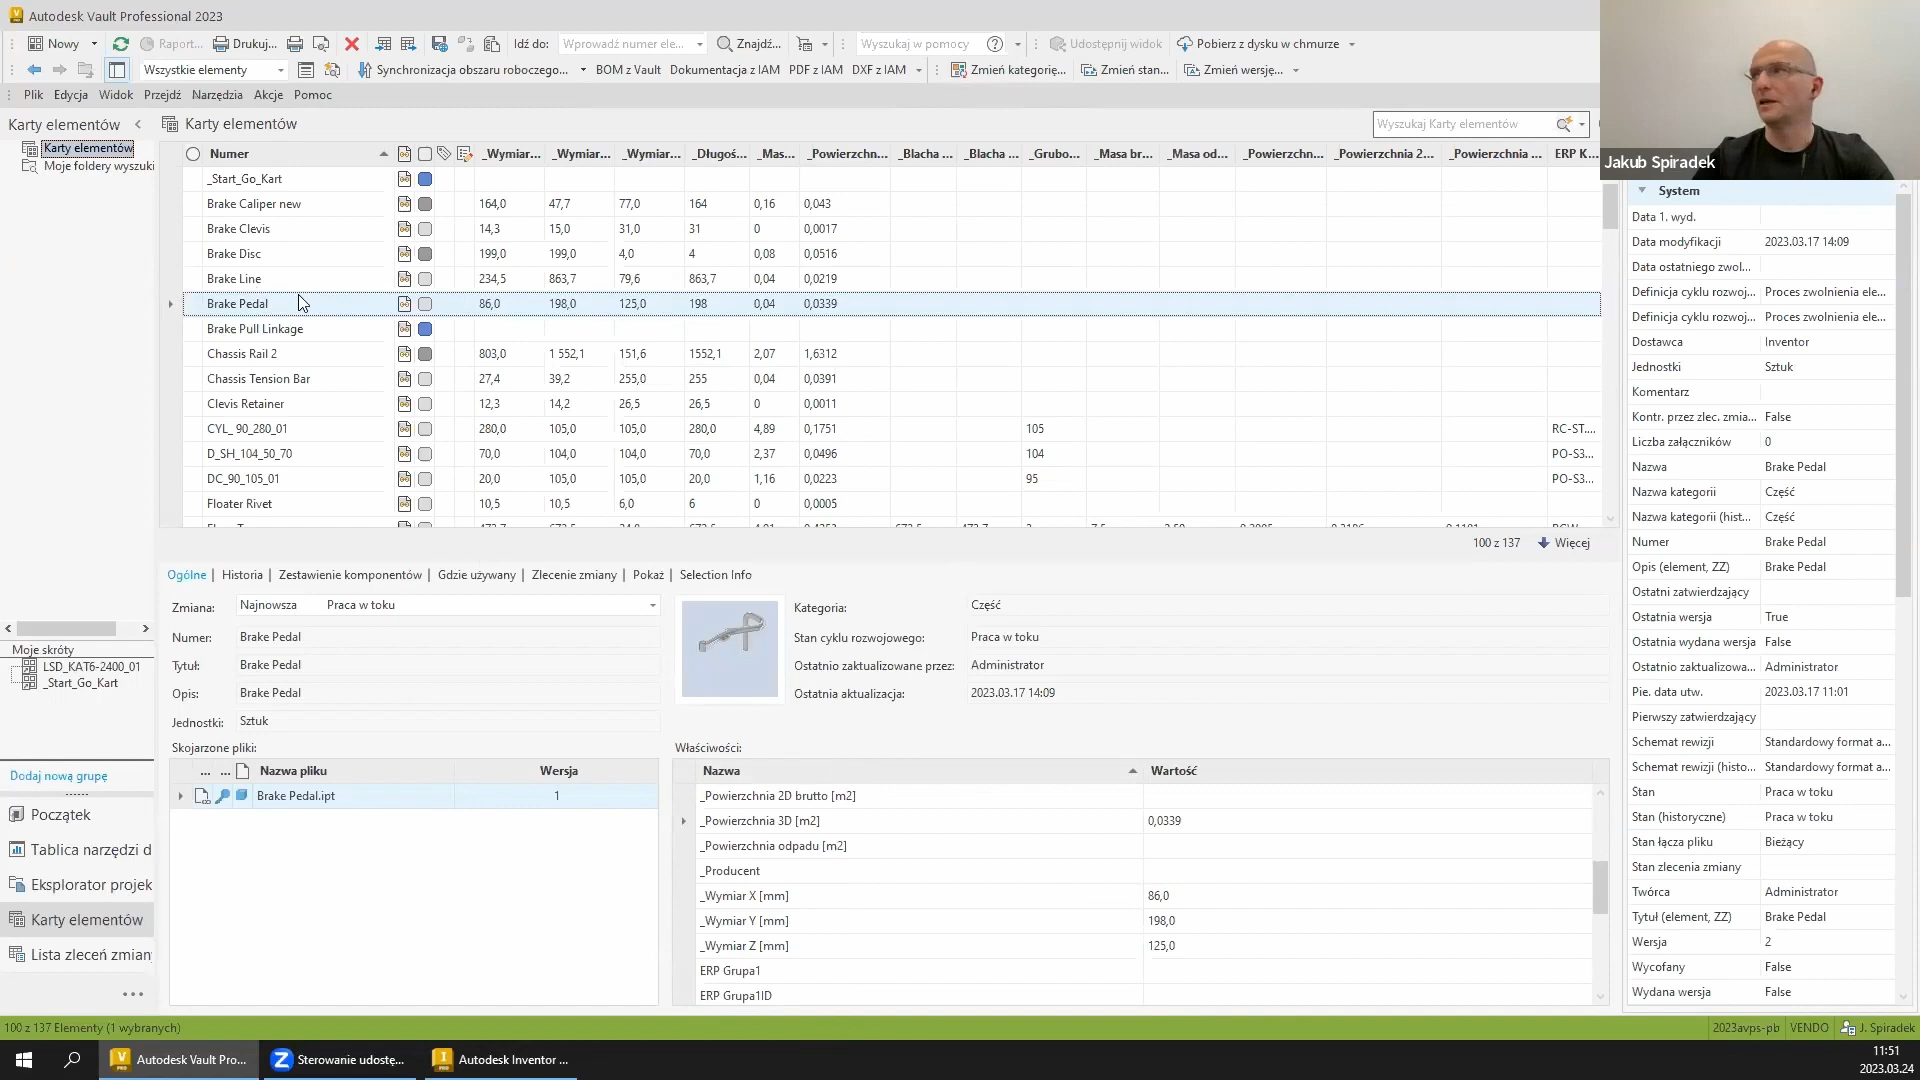 Autodesk Vault Professional 2023
Nowy Raport... Drukuj... Idź do: Wprowadź numer ele... Znajdź... Wyszukaj w pomocy Udostępnij widok Pobierz z dysku w chmurze
Wszystkie elementy Synchronizacja obszaru roboczego... BOM z Vault Dokumentacja z IAM PDF z IAM DXF z IAM Zmień kategorię... Zmień stan... Zmień wersję...
Plik Edycja Widok Przejdź Narzędzia Akcje Pomoc
Karty elementów
Karty elementów
Moje foldery wyszuki
Karty elementów
Wyszukaj Karty elementów
Jakub Spiradek
Numer _Wymiar... _Wymiar... _Wymiar... _Długoś... _Mas... _Powierzchn... _Blacha ... _Blacha ... _Grubo... _Masa br... _Masa od... _Powierzchn... _Powierzchnia 2... _Powierzchnia ... ERP K...
_Start_Go_Kart
Brake Caliper new 164,0 47,7 77,0 164 0,16 0,043
Brake Clevis 14,3 15,0 31,0 31 0 0,0017
Brake Disc 199,0 199,0 4,0 4 0,08 0,0516
Brake Line 234,5 863,7 79,6 863,7 0,04 0,0219
Brake Pedal 86,0 198,0 125,0 198 0,04 0,0339
Brake Pull Linkage
Chassis Rail 2 803,0 1 552,1 151,6 1552,1 2,07 1,6312
Chassis Tension Bar 27,4 39,2 255,0 255 0,04 0,0391
Clevis Retainer 12,3 14,2 26,5 26,5 0 0,0011
CYL_ 90_280_01 280,0 105,0 105,0 280,0 4,89 0,1751 105 RC-ST....
D_SH_104_50_70 70,0 104,0 104,0 70,0 2,37 0,0496 104 PO-S3...
DC_90_105_01 20,0 105,0 105,0 20,0 1,16 0,0223 95 PO-S3...
Floater Rivet 10,5 10,5 6,0 6 0 0,0005
100 z 137 Więcej
Ogólne | Historia | Zestawienie komponentów | Gdzie używany | Zlecenie zmiany | Pokaż | Selection Info
Zmiana: Najnowsza Praca w toku
Numer: Brake Pedal
Tytuł: Brake Pedal
Opis: Brake Pedal
Jednostki: Sztuk
Kategoria: Część
Stan cyklu rozwojowego: Praca w toku
Ostatnio zaktualizowane przez: Administrator
Ostatnia aktualizacja: 2023.03.17 14:09
Skojarzone pliki:
... ... Nazwa pliku Wersja
Brake Pedal.ipt 1
Właściwości:
Nazwa Wartość
_Powierzchnia 2D brutto [m2]
_Powierzchnia 3D [m2] 0,0339
_Powierzchnia odpadu [m2]
_Producent
_Wymiar X [mm] 86,0
_Wymiar Y [mm] 198,0
_Wymiar Z [mm] 125,0
ERP Grupa1
ERP Grupa1ID
Moje skróty
LSD_KAT6-2400_01
_Start_Go_Kart
Dodaj nową grupę
Początek
Tablica narzędzi d
Eksplorator projek
Karty elementów
Lista zleceń zmian
System
Data 1. wyd.
Data modyfikacji 2023.03.17 14:09
Data ostatniego zwol...
Definicja cyklu rozwoj... Proces zwolnienia ele...
Definicja cyklu rozwoj... Proces zwolnienia ele...
Dostawca Inventor
Jednostki Sztuk
Komentarz
Kontr. przez zlec. zmia... False
Liczba załączników 0
Nazwa Brake Pedal
Nazwa kategorii Część
Nazwa kategorii (hist... Część
Numer Brake Pedal
Opis (element, ZZ) Brake Pedal
Ostatni zatwierdzający
Ostatnia wersja True
Ostatnia wydana wersja False
Ostatnio zaktualizowa... Administrator
Pie. data utw. 2023.03.17 11:01
Pierwszy zatwierdzający
Schemat rewizji Standardowy format a...
Schemat rewizji (histo... Standardowy format a...
Stan Praca w toku
Stan (historyczne) Praca w toku
Stan łącza pliku Bieżący
Stan zlecenia zmiany
Twórca Administrator
Tytuł (element, ZZ) Brake Pedal
Wersja 2
Wycofany False
Wydana wersja False
100 z 137 Elementy (1 wybranych)
2023avps-pb VENDO J. Spiradek
Autodesk Vault Pro... Sterowanie udostę... Autodesk Inventor ...
11:51
2023.03.24